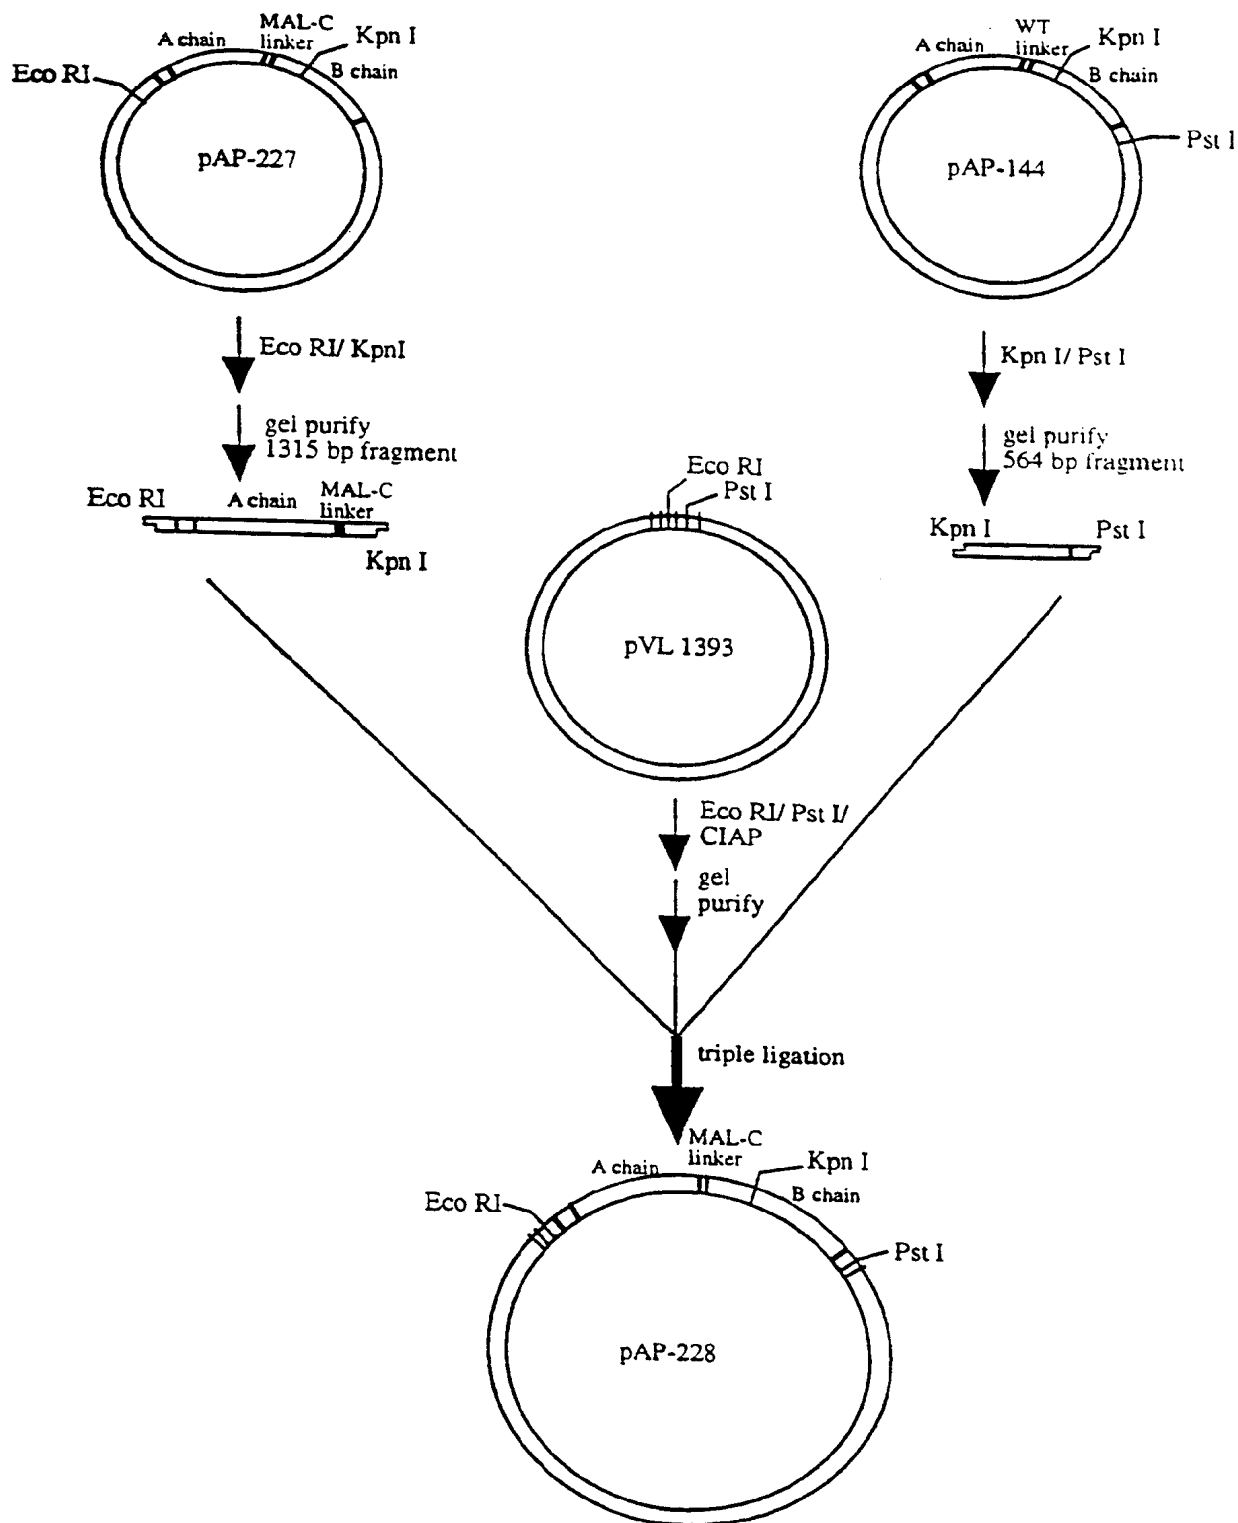 MAL-C
linker
A chain
Kpn I
B chain
Eco RI
pAP-227
WT
linker
A chain
Kpn I
B chain
Pst I
pAP-144
Eco RI/ KpnI
gel purify
1315 bp fragment
Kpn I/ Pst I
gel purify
564 bp fragment
Eco RI
A chain
MAL-C
linker
Kpn I
Eco RI
Pst I
pVL 1393
Kpn I
Pst I
Eco RI/ Pst I/
CIAP
gel
purify
triple ligation
MAL-C
linker
A chain
Kpn I
B chain
Eco RI
Pst I
pAP-228